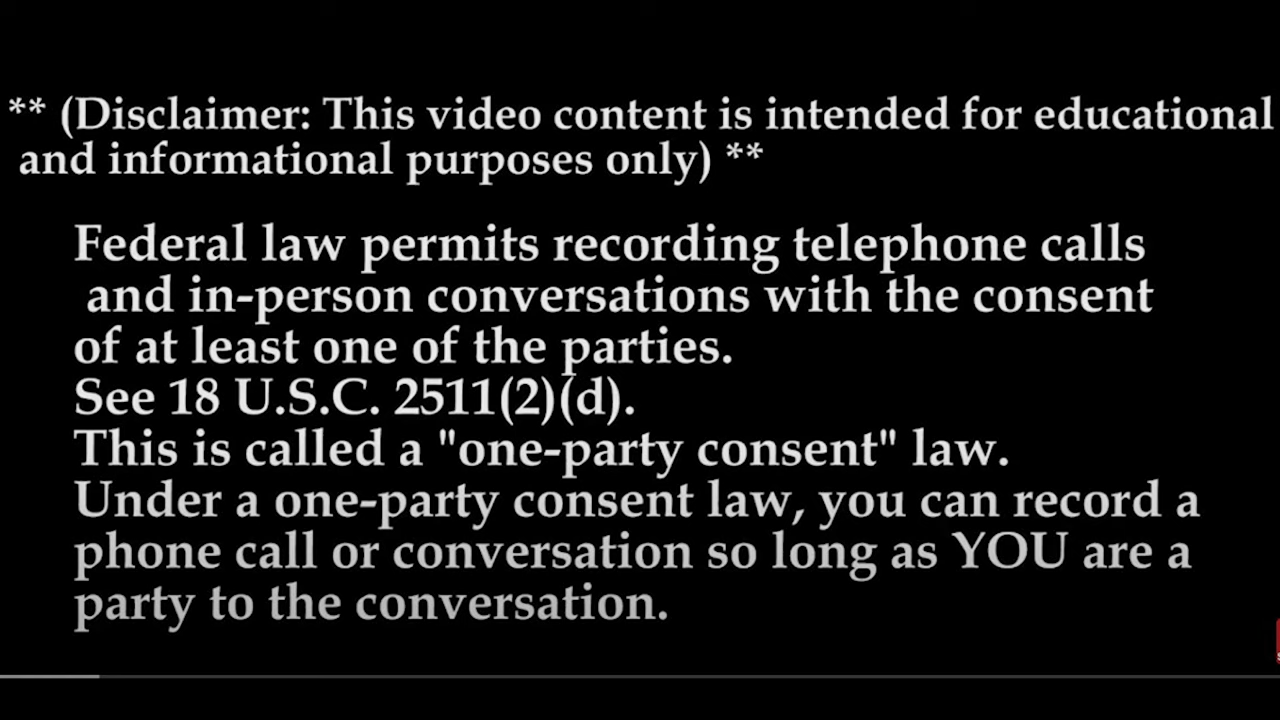 ** (Disclaimer: This video content is intended for educational
and informational purposes only) **
Federal law permits recording telephone calls
and in-person conversations with the consent
of at least one of the parties.
See 18 U.S.C. 2511(2)(d).
This is called a "one-party consent" law.
Under a one-party consent law, you can record a
phone call or conversation so long as YOU are a
party to the conversation.